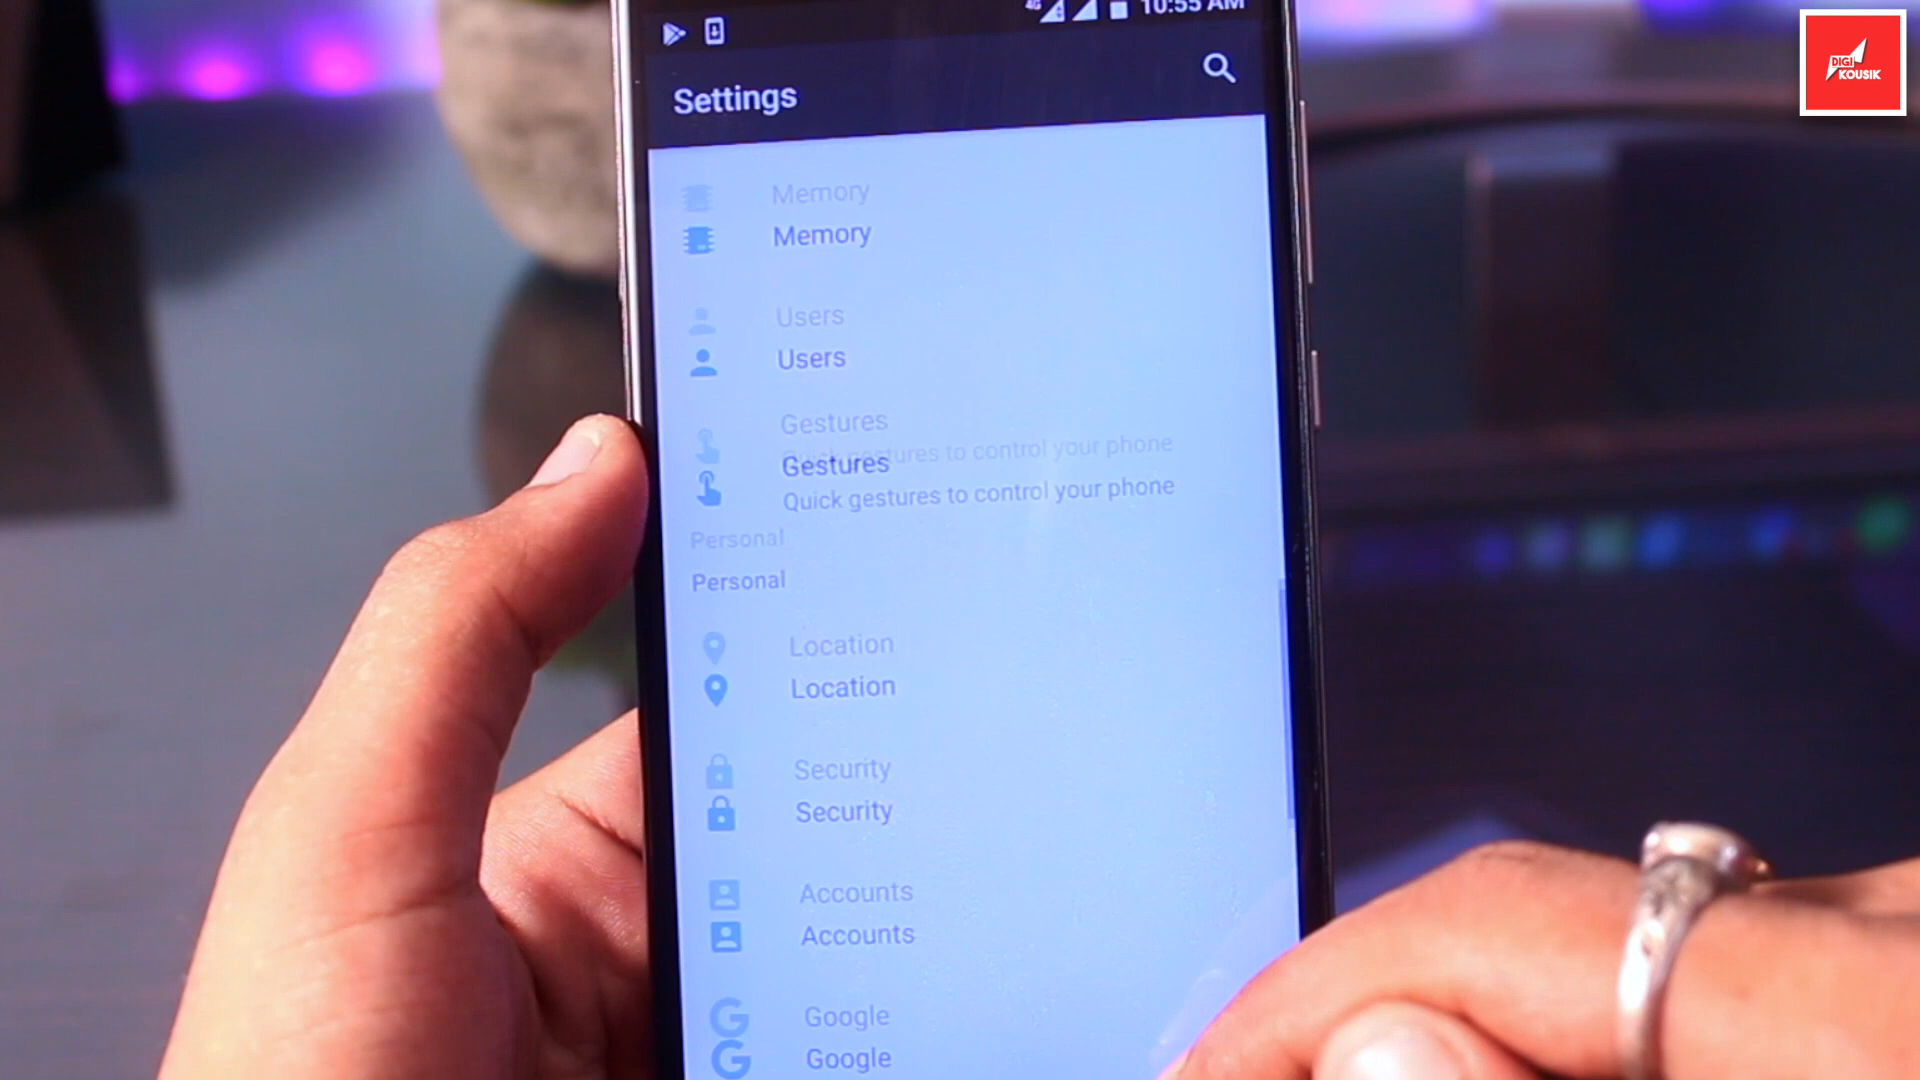 4G 10:55 AM
Settings
DIGI
KOUSIK
Memory
Memory
Users
Users
Gestures
Quick gestures to control your phone
Gestures
Quick gestures to control your phone
Personal
Personal
Location
Location
Security
Security
Accounts
Accounts
G Google
G Google